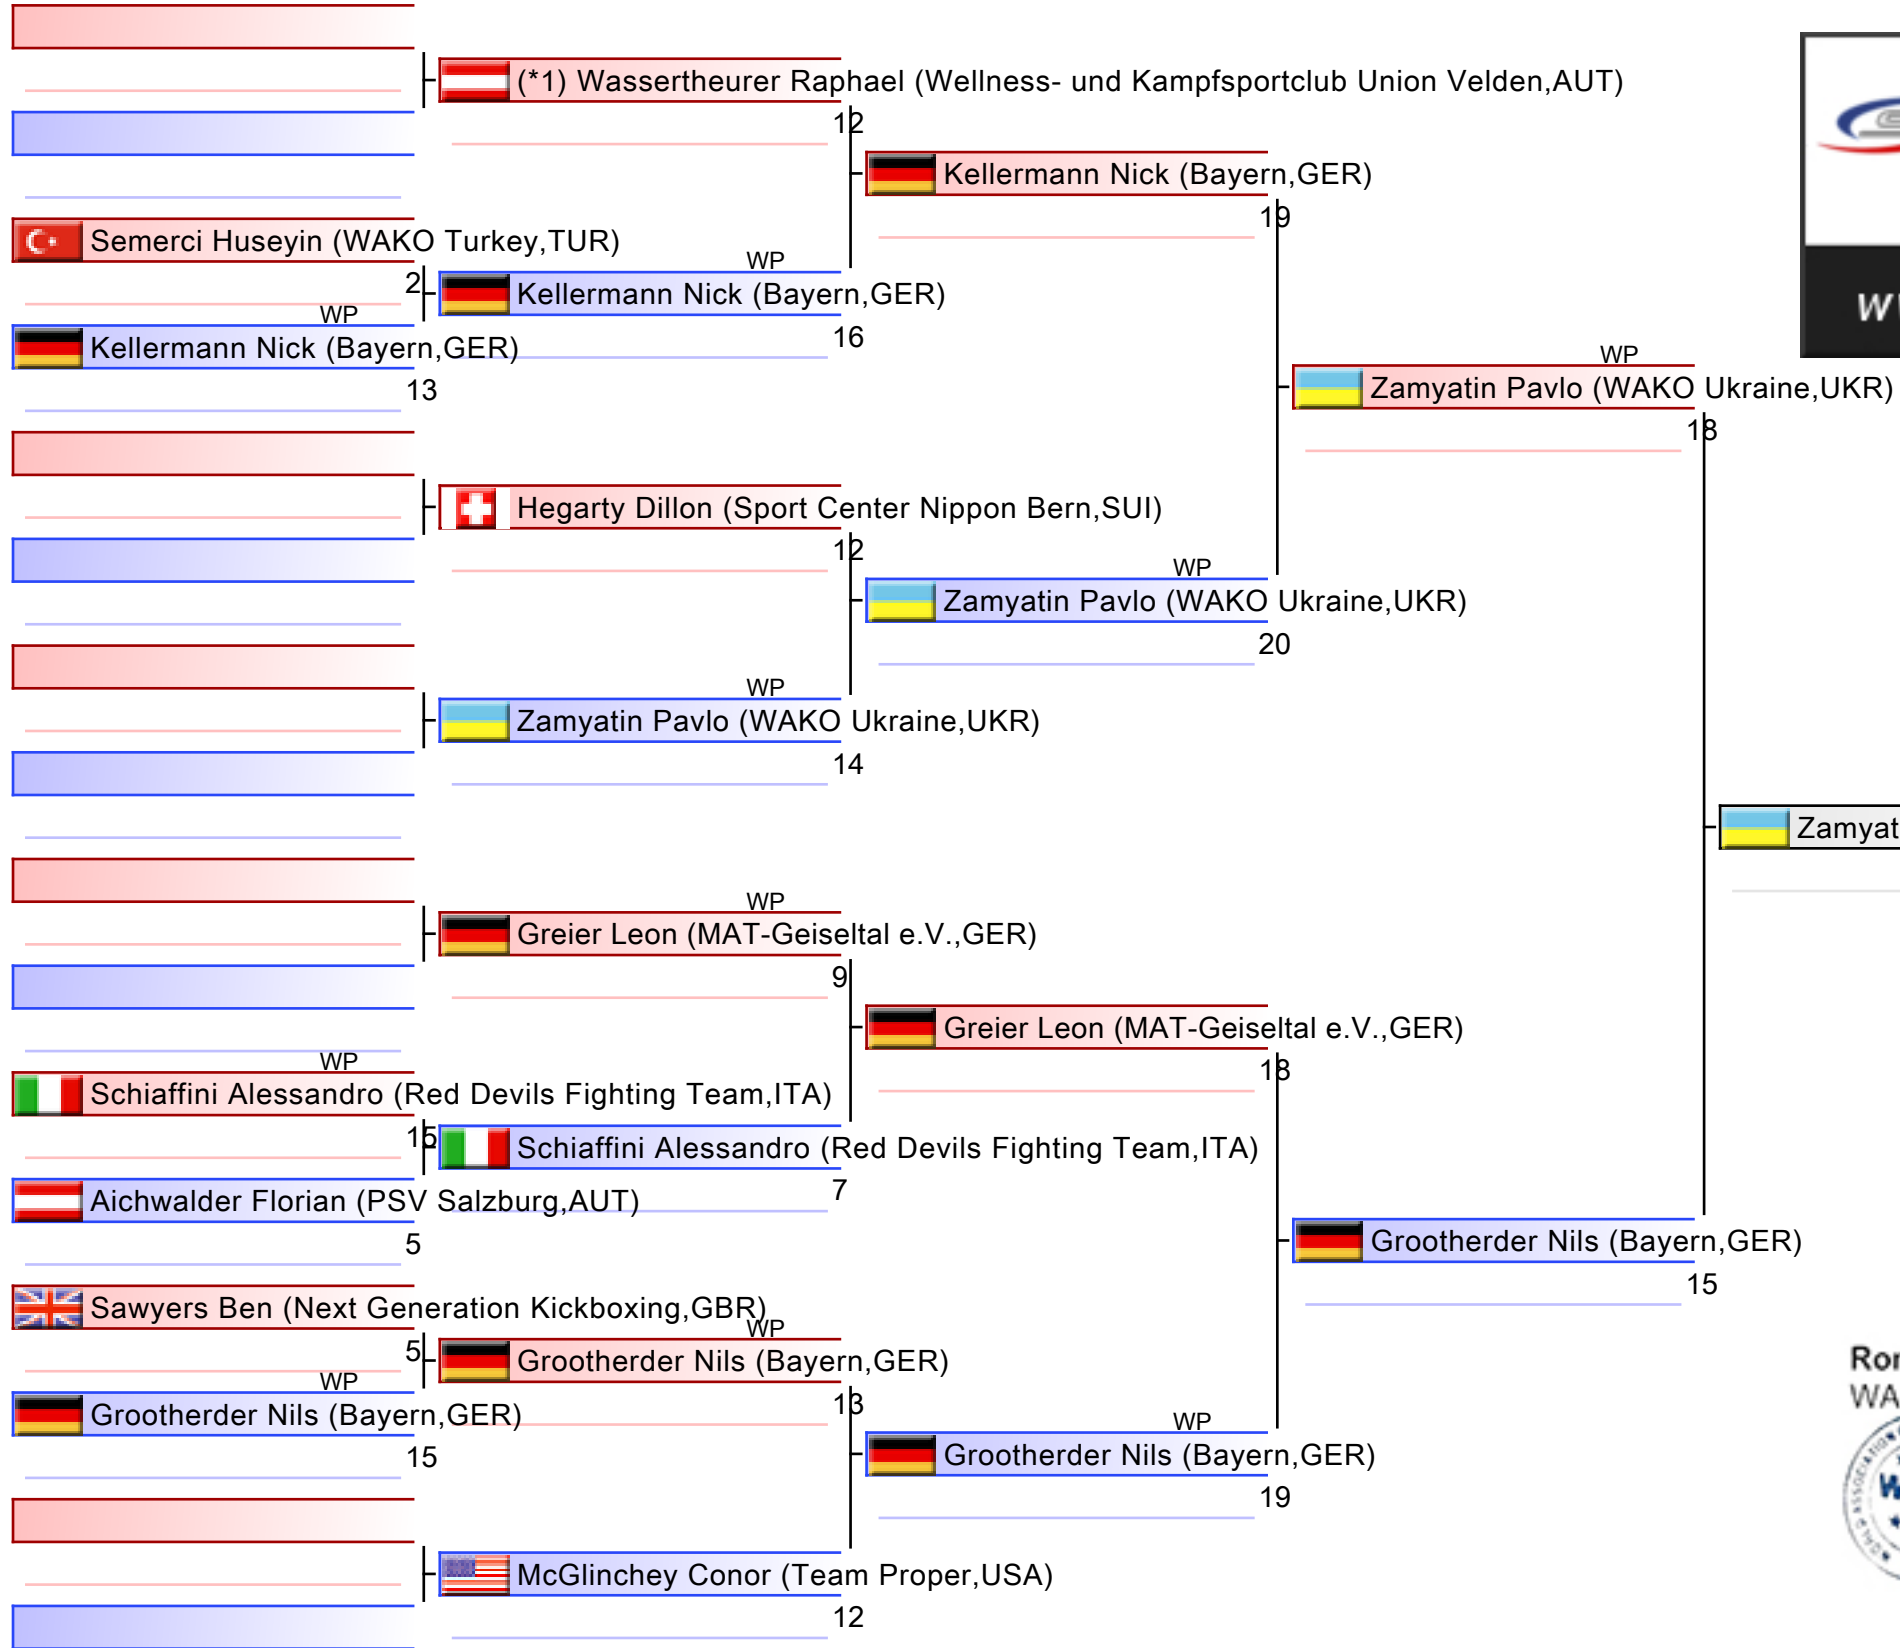 (*1) Wassertheurer Raphael (Wellness- und Kampfsportclub Union Velden,AUT)
12
Kellermann Nick (Bayern,GER)
19
Semerci Huseyin (WAKO Turkey,TUR)
2
WP
Kellermann Nick (Bayern,GER)
16
WP
Kellermann Nick (Bayern,GER)
13
WP
Zamyatin Pavlo (WAKO Ukraine,UKR)
18
Hegarty Dillon (Sport Center Nippon Bern,SUI)
12
WP
Zamyatin Pavlo (WAKO Ukraine,UKR)
20
WP
Zamyatin Pavlo (WAKO Ukraine,UKR)
14
Zamyat
WP
Greier Leon (MAT-Geiseltal e.V.,GER)
9
Greier Leon (MAT-Geiseltal e.V.,GER)
18
WP
Schiaffini Alessandro (Red Devils Fighting Team,ITA)
15
Schiaffini Alessandro (Red Devils Fighting Team,ITA)
7
Aichwalder Florian (PSV Salzburg,AUT)
5
Grootherder Nils (Bayern,GER)
15
Sawyers Ben (Next Generation Kickboxing,GBR)
5
WP
Grootherder Nils (Bayern,GER)
13
WP
Grootherder Nils (Bayern,GER)
15
WP
Grootherder Nils (Bayern,GER)
19
McGlinchey Conor (Team Proper,USA)
12